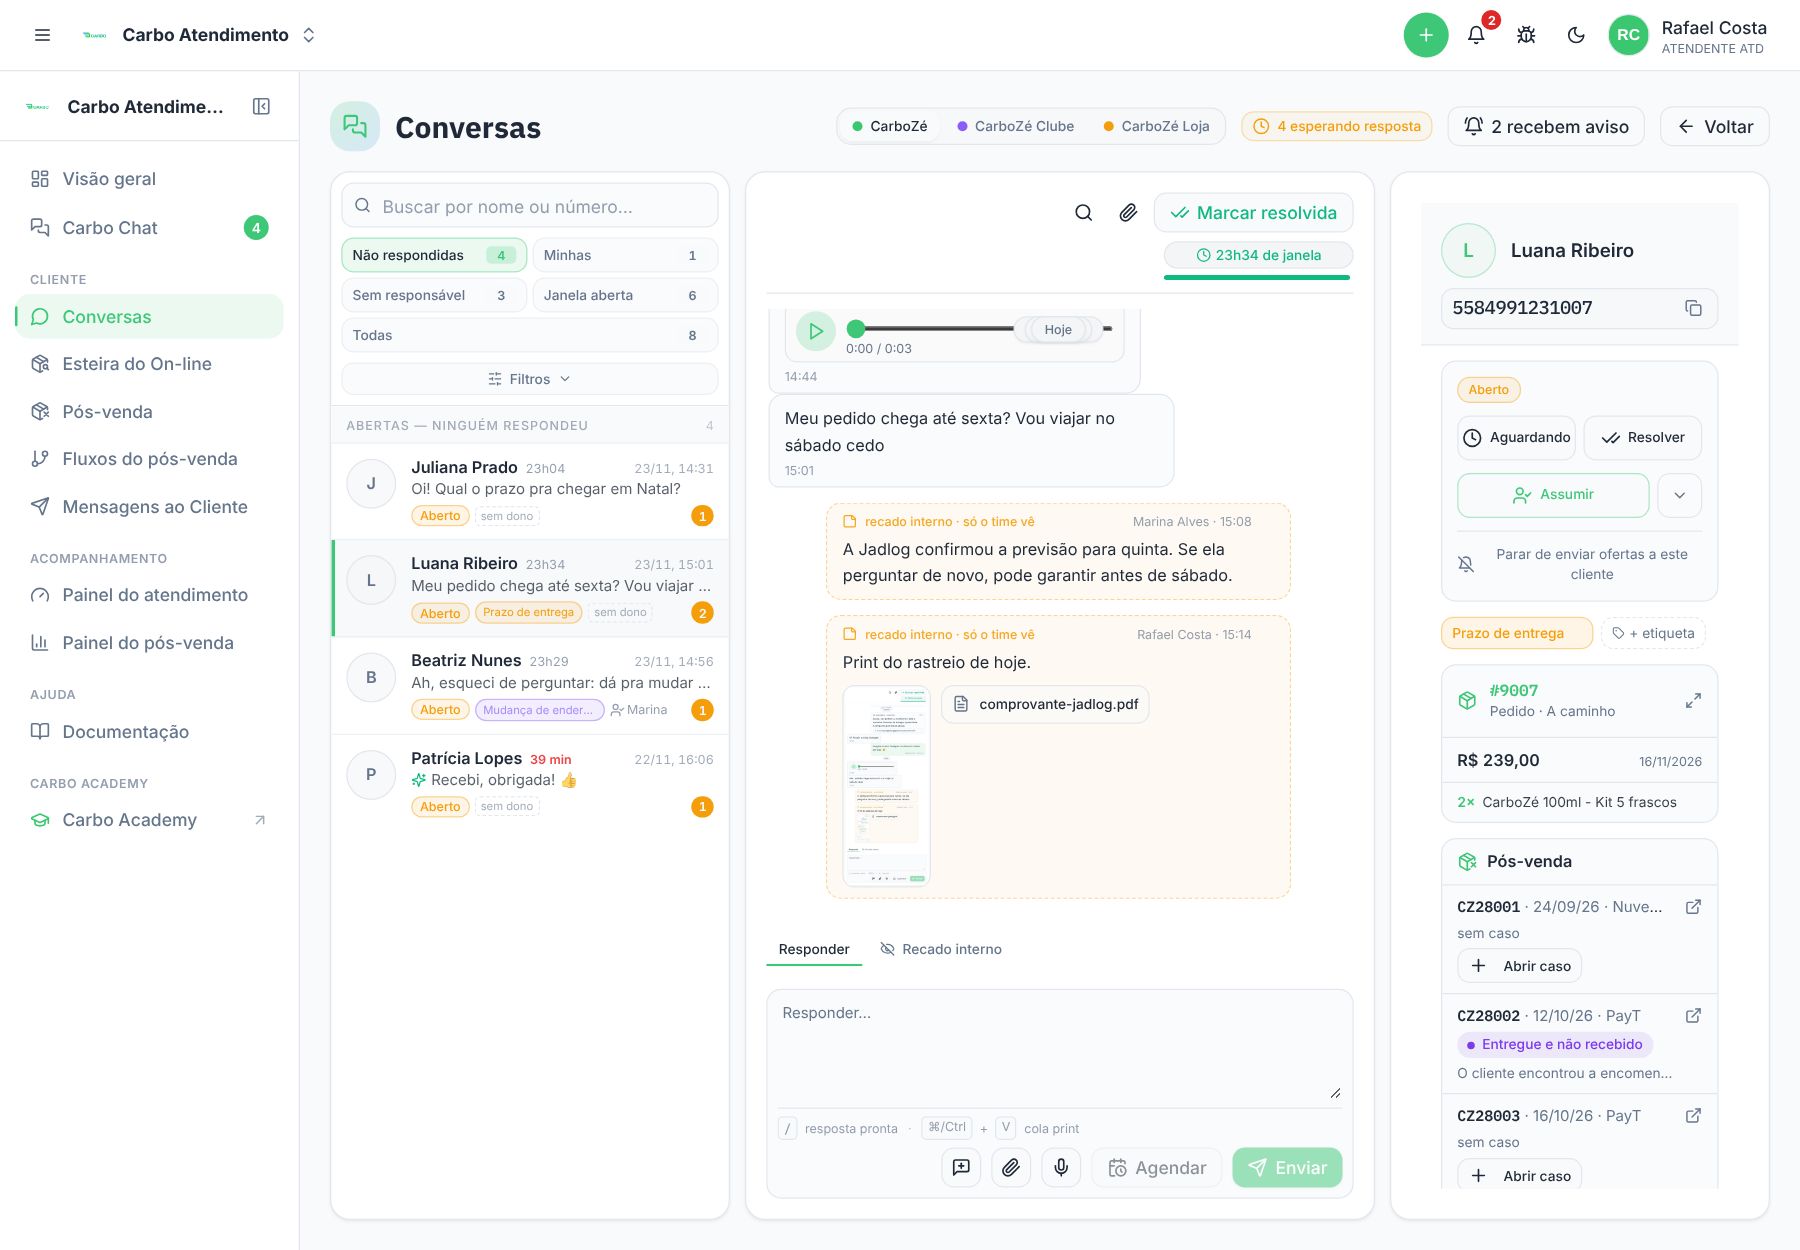 Carbo Atendimento
2
RC
Rafael Costa
ATENDENTE ATD
Carbo Atendime...
Visão geral
Carbo Chat
4
CLIENTE
Conversas
Esteira do On-line
Pós-venda
Fluxos do pós-venda
Mensagens ao Cliente
ACOMPANHAMENTO
Painel do atendimento
Painel do pós-venda
AJUDA
Documentação
CARBO ACADEMY
Carbo Academy
Conversas
CarboZé
CarboZé Clube
CarboZé Loja
4 esperando resposta
2 recebem aviso
Voltar
Buscar por nome ou número...
Não respondidas 4
Minhas 1
Sem responsável 3
Janela aberta 6
Todas 8
Filtros
ABERTAS — NINGUÉM RESPONDEU 4
J
Juliana Prado 23h04 23/11, 14:31
Oi! Qual o prazo pra chegar em Natal?
Aberto sem dono 1
L
Luana Ribeiro 23h34 23/11, 15:01
Meu pedido chega até sexta? Vou viajar ...
Aberto Prazo de entrega sem dono 2
B
Beatriz Nunes 23h29 23/11, 14:56
Ah, esqueci de perguntar: dá pra mudar ...
Aberto Mudança de ender... Marina 1
P
Patrícia Lopes 39 min 22/11, 16:06
Recebi, obrigada! 👍
Aberto sem dono 1
Marcar resolvida
23h34 de janela
Hoje
0:00 / 0:03
14:44
Meu pedido chega até sexta? Vou viajar no
sábado cedo
15:01
recado interno · só o time vê Marina Alves · 15:08
A Jadlog confirmou a previsão para quinta. Se ela
perguntar de novo, pode garantir antes de sábado.
recado interno · só o time vê Rafael Costa · 15:14
Print do rastreio de hoje.
comprovante-jadlog.pdf
Responder
Recado interno
Responder...
/ resposta pronta · ⌘/Ctrl + V cola print
Agendar
Enviar
L
Luana Ribeiro
5584991231007
Aberto
Aguardando
Resolver
Assumir
Parar de enviar ofertas a este
cliente
Prazo de entrega
+ etiqueta
#9007
Pedido · A caminho
R$ 239,00 16/11/2026
2× CarboZé 100ml - Kit 5 frascos
Pós-venda
CZ28001 · 24/09/26 · Nuve...
sem caso
Abrir caso
CZ28002 · 12/10/26 · PayT
Entregue e não recebido
O cliente encontrou a encomen...
CZ28003 · 16/10/26 · PayT
sem caso
Abrir caso